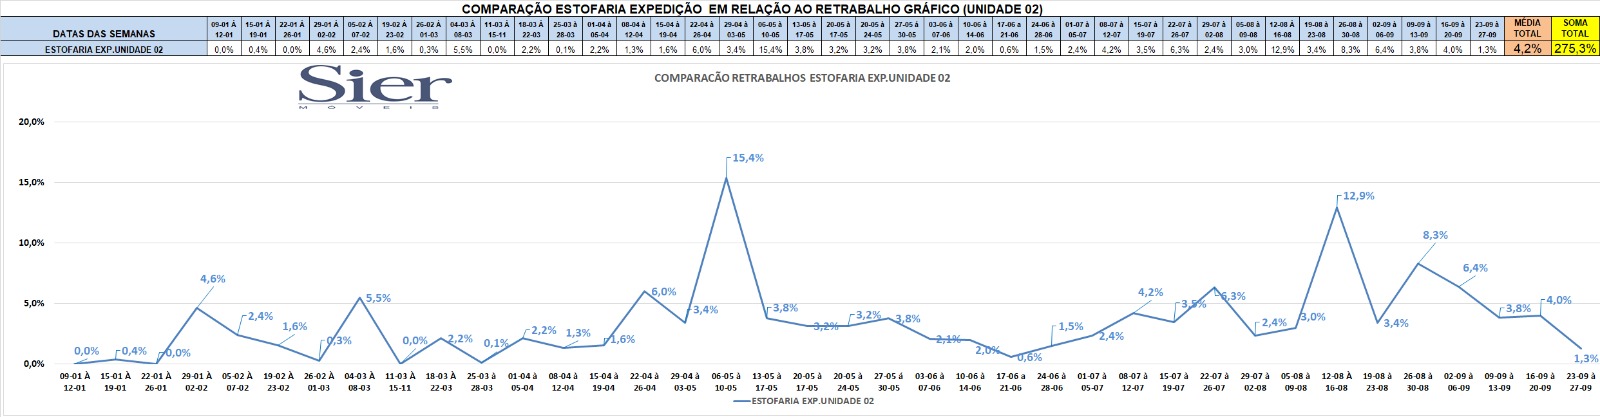 COMPARAÇÃO ESTOFARIA EXPEDIÇÃO EM RELAÇÃO AO RETRABALHO GRÁFICO (UNIDADE 02)
DATAS DAS SEMANAS 09-01 À 12-01 15-01 À 19-01 22-01 À 26-01 29-01 À 02-02 05-02 À 07-02 19-02 À 23-02 26-02 À 01-03 04-03 À 08-03 11-03 À 15-11 18-03 À 22-03 25-03 à 28-03 01-04 à 05-04 08-04 à 12-04 15-04 à 19-04 22-04 À 26-04 29-04 à 03-05 06-05 à 10-05 13-05 à 17-05 20-05 à 24-05 27-05 à 30-05 03-06 à 07-06 10-06 À 14-06 17-06 a 21-06 24-06 à 28-06 01-07 à 05-07 08-07 à 12-07 15-07 à 19-07 22-07 à 26-07 29-07 à 02-08 05-08 à 09-08 12-08 À 16-08 19-08 à 23-08 26-08 à 30-08 02-09 à 06-09 09-09 à 13-09 16-09 à 20-09 23-09 à 27-09 MÉDIA TOTAL SOMA TOTAL
ESTOFARIA EXP.UNIDADE 02 0,0% 0,4% 0,0% 4,6% 2,4% 1,6% 0,3% 5,5% 0,0% 2,2% 0,1% 2,2% 1,3% 1,6% 6,0% 3,4% 15,4% 3,8% 3,2% 3,2% 3,8% 2,1% 2,0% 0,6% 1,5% 2,4% 4,2% 3,5% 6,3% 2,4% 3,0% 12,9% 3,4% 8,3% 6,4% 3,8% 4,0% 1,3% 4,2% 275,3%
Sier
MÓVEIS
COMPARAÇÃO RETRABALHOS ESTOFARIA EXP.UNIDADE 02
20,0%
15,0%
10,0%
5,0%
0,0%
0,0% 0,4% 0,0% 4,6% 2,4% 1,6% 0,3% 5,5% 0,0% 2,2% 0,1% 2,2% 1,3% 1,6% 6,0% 3,4% 15,4% 3,8% 3,2% 3,2% 3,8% 2,1% 2,0% 0,6% 1,5% 2,4% 4,2% 3,5% 6,3% 2,4% 3,0% 12,9% 3,4% 8,3% 6,4% 3,8% 4,0% 1,3%
09-01 À 15-01 À 22-01 À 29-01 À 05-02 À 19-02 À 26-02 À 04-03 À 11-03 À 18-03 À 25-03 à 01-04 à 08-04 à 15-04 à 22-04 À 29-04 à 06-05 à 13-05 à 20-05 à 27-05 à 03-06 à 10-06 À 17-06 a 24-06 à 01-07 à 08-07 à 15-07 à 22-07 à 29-07 à 05-08 à 12-08 À 19-08 à 26-08 à 02-09 à 09-09 à 16-09 à 23-09 à
12-01 19-01 26-01 02-02 07-02 23-02 01-03 08-03 15-11 22-03 28-03 05-04 12-04 19-04 26-04 03-05 10-05 17-05 24-05 30-05 07-06 14-06 21-06 28-06 05-07 12-07 19-07 26-07 02-08 09-08 16-08 23-08 30-08 06-09 13-09 20-09 27-09
ESTOFARIA EXP.UNIDADE 02